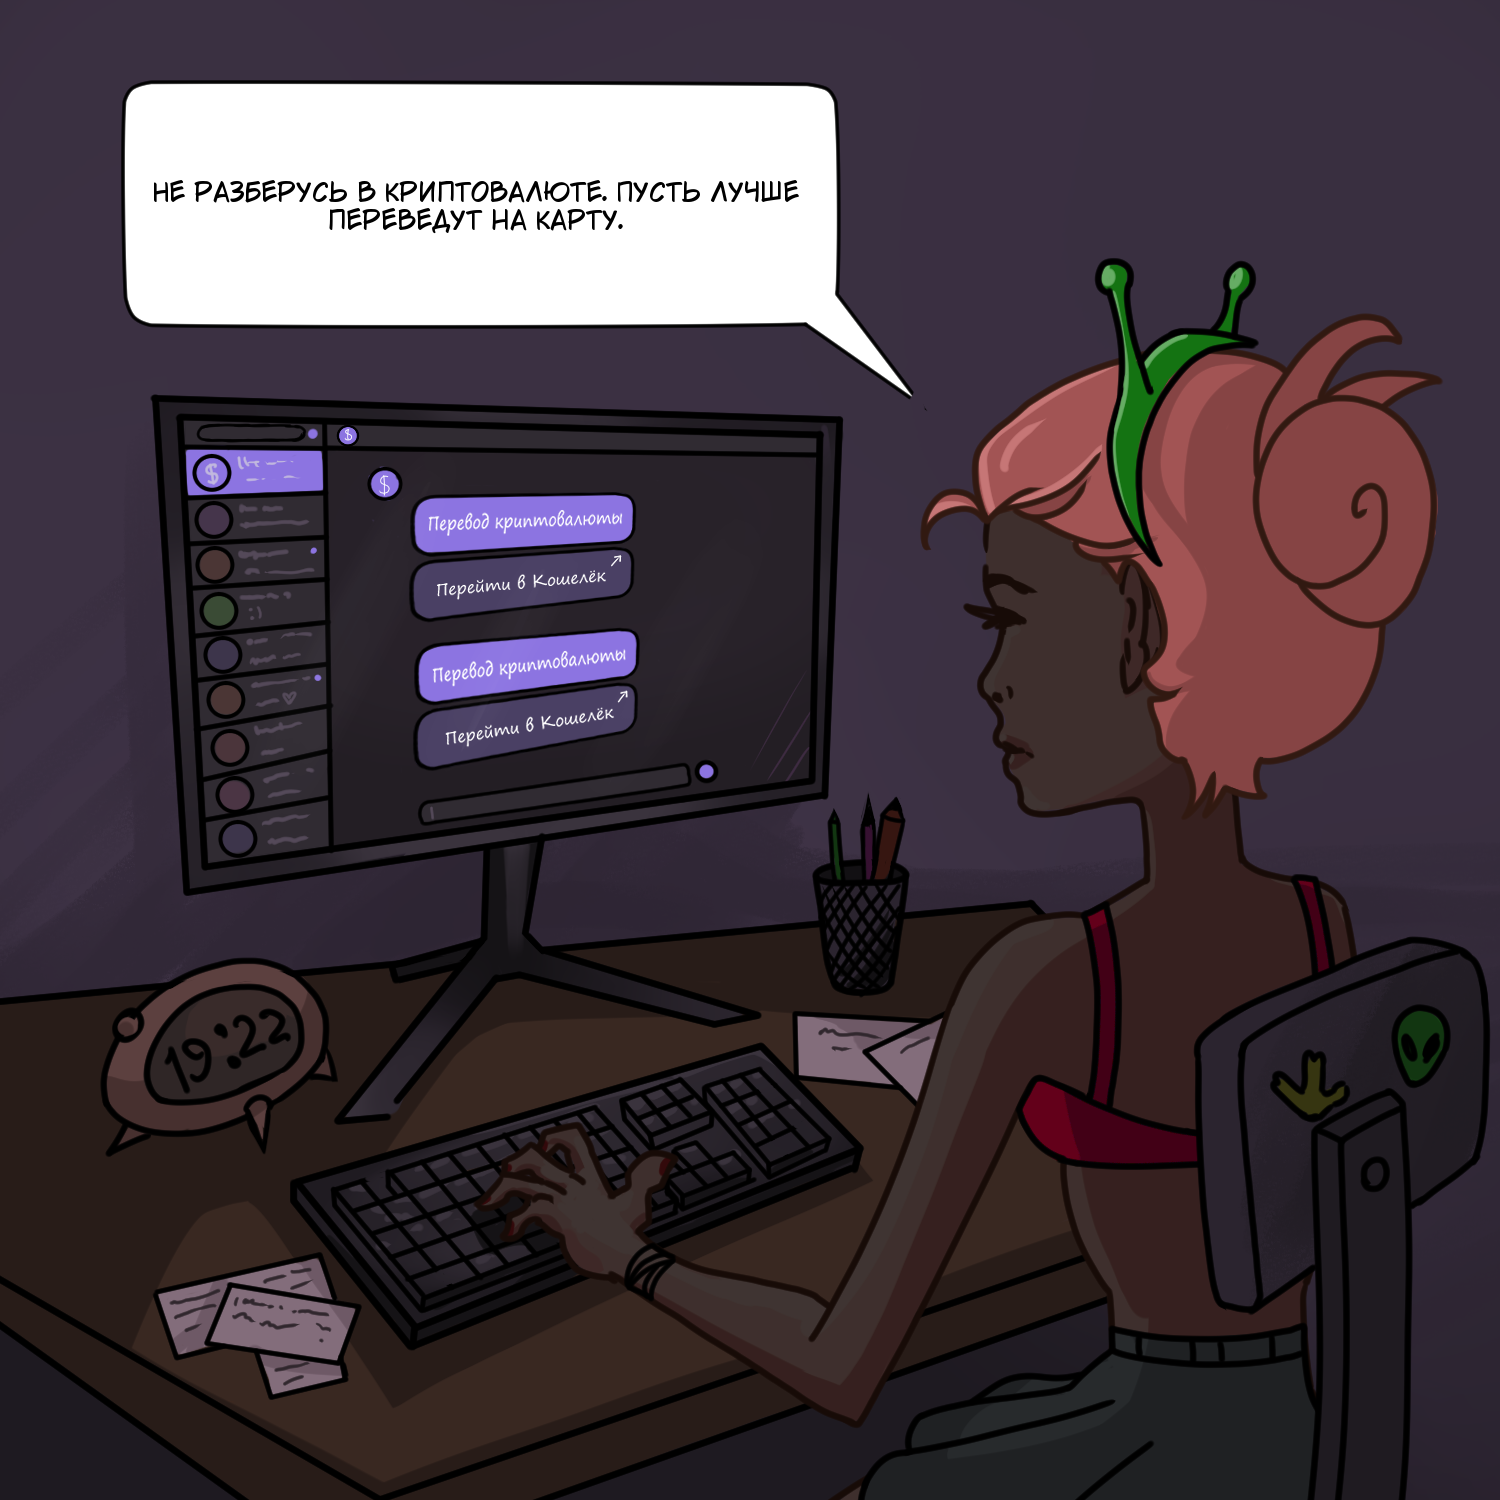 НЕ РАЗБЕРУСЬ В КРИПТОВАЛЮТЕ. ПУСТЬ ЛУЧШЕ
ПЕРЕВЕДУТ НА КАРТУ.
$
$
$
Перевод криптовалюты
Перейти в Кошелёк
:)
Перевод криптовалюты
Перейти в Кошелёк
19:22